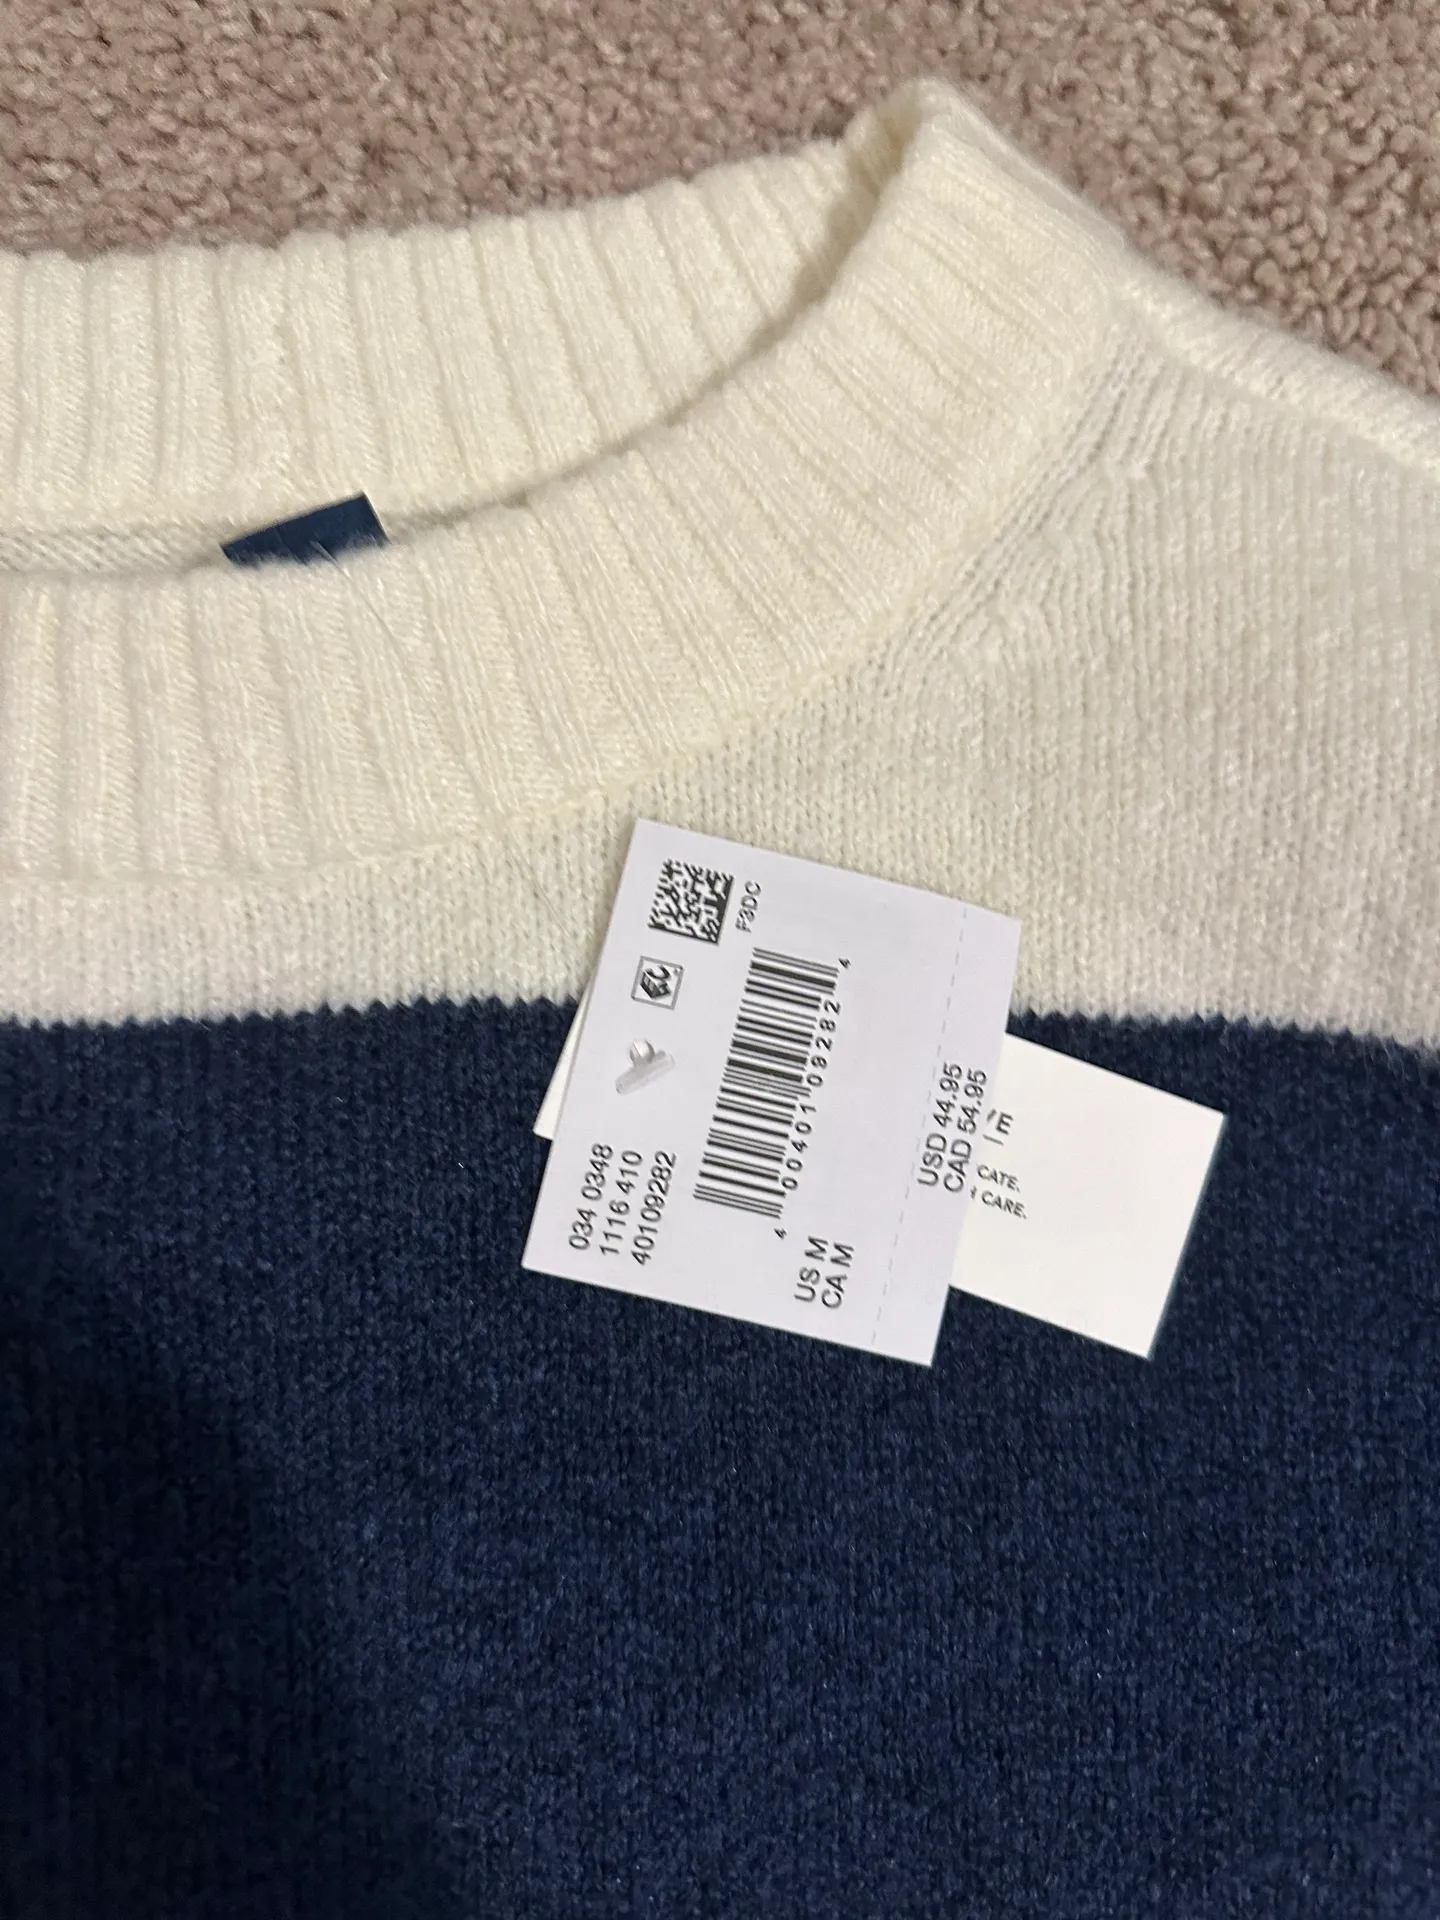 F3DC
034 0348
1116 410
40109282
4 00401 09282 4
US M
CA M
USD 44.95
CAD 54.95
CATE.
CARE.